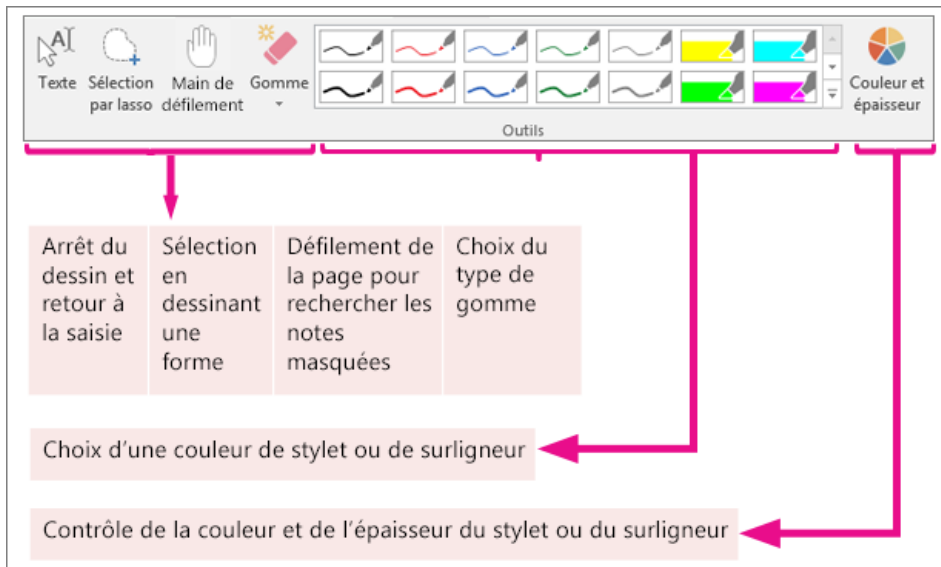 Texte
Sélection
par lasso
Main de
défilement
Gomme
Couleur et
épaisseur
Outils
Arrêt du
dessin et
retour à
la saisie
Sélection
en
dessinant
une
forme
Défilement de
la page pour
rechercher les
notes
masquées
Choix du
type de
gomme
Choix d’une couleur de stylet ou de surligneur
Contrôle de la couleur et de l’épaisseur du stylet ou du surligneur